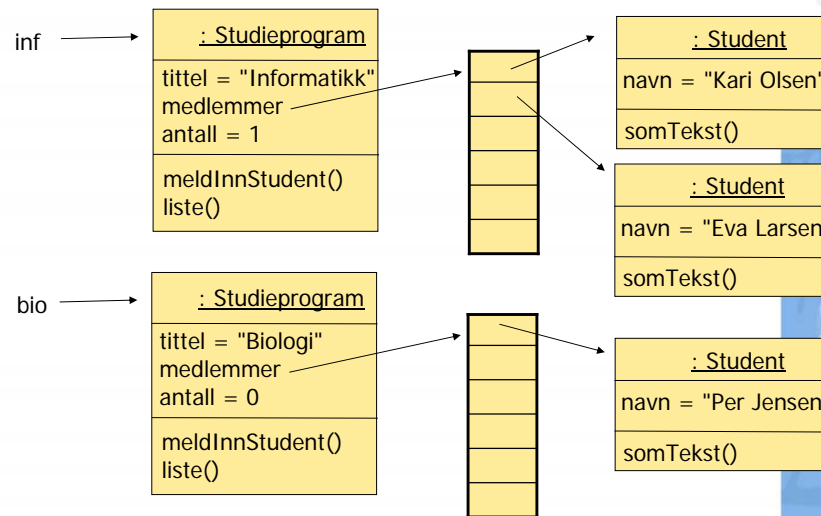 inf
: Studieprogram
tittel = "Informatikk"
medlemmer
antall = 1
meldInnStudent()
liste()
: Student
navn = "Kari Olsen"
somTekst()
: Student
navn = "Eva Larsen
somTekst()
bio
: Studieprogram
tittel = "Biologi"
medlemmer
antall = 0
meldInnStudent()
liste()
: Student
navn = "Per Jensen
somTekst()